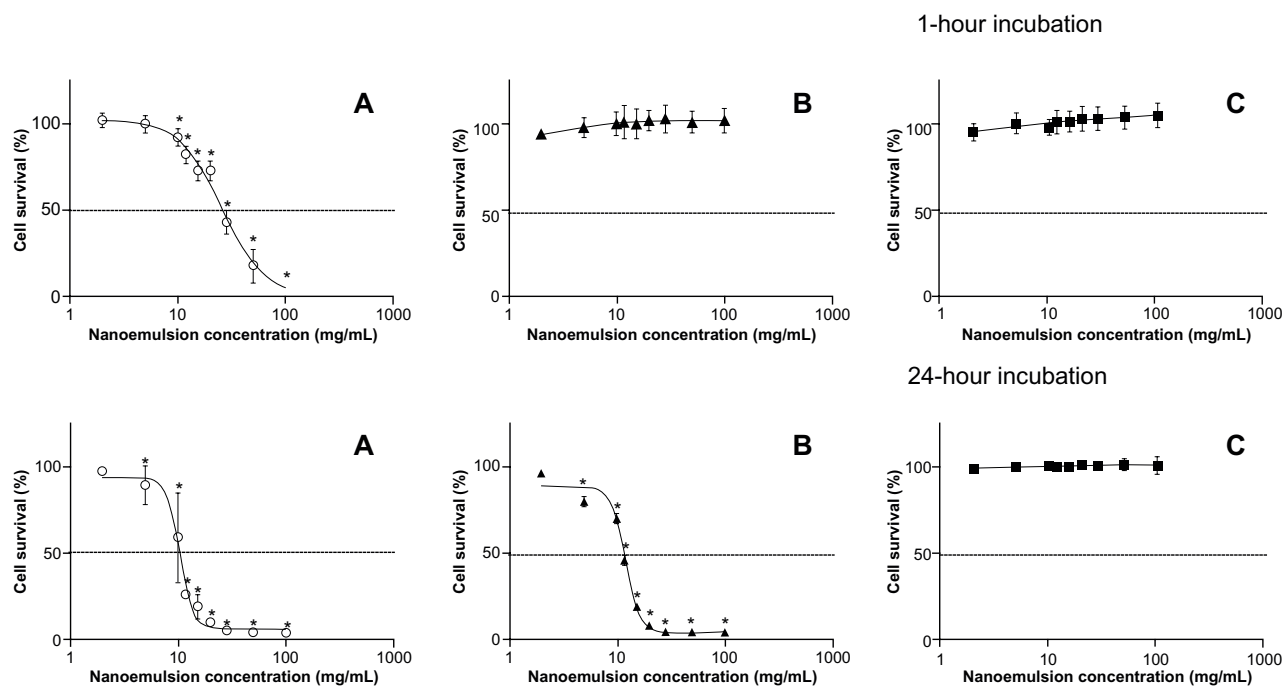 1-hour incubation
A
B
C
Cell survival (%)
100
50
0
1
10
100
1000
Nanoemulsion concentration (mg/mL)
* * * * * * *
Cell survival (%)
100
50
0
1
10
100
1000
Nanoemulsion concentration (mg/mL)
Cell survival (%)
100
50
0
1
10
100
1000
Nanoemulsion concentration (mg/mL)
24-hour incubation
A
B
C
Cell survival (%)
100
50
0
1
10
100
1000
Nanoemulsion concentration (mg/mL)
* * * * * * * *
Cell survival (%)
100
50
0
1
10
100
1000
Nanoemulsion concentration (mg/mL)
* * * * * * * *
Cell survival (%)
100
50
0
1
10
100
1000
Nanoemulsion concentration (mg/mL)